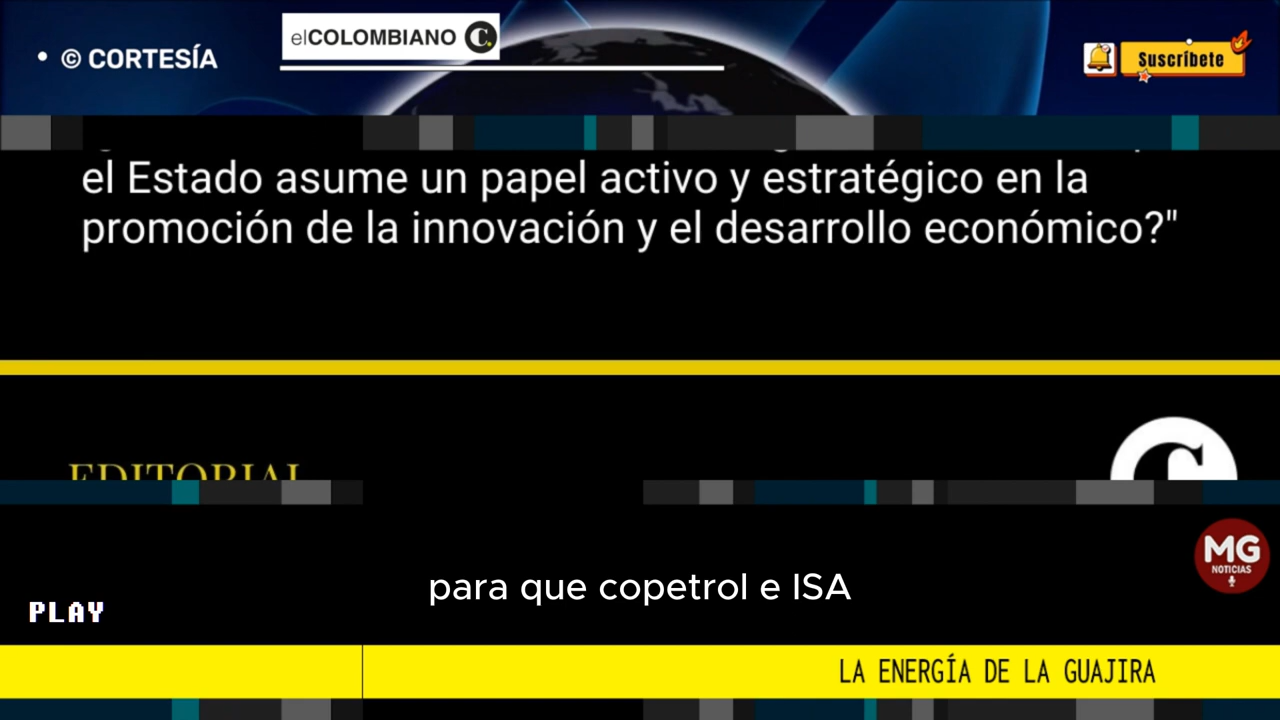 © CORTESÍA
elCOLOMBIANO C.
Suscríbete
el Estado asume un papel activo y estratégico en la
promoción de la innovación y el desarrollo económico?"
EDITORIAL
C
para que copetrol e ISA
MG
NOTICIAS
PLAY
LA ENERGÍA DE LA GUAJIRA